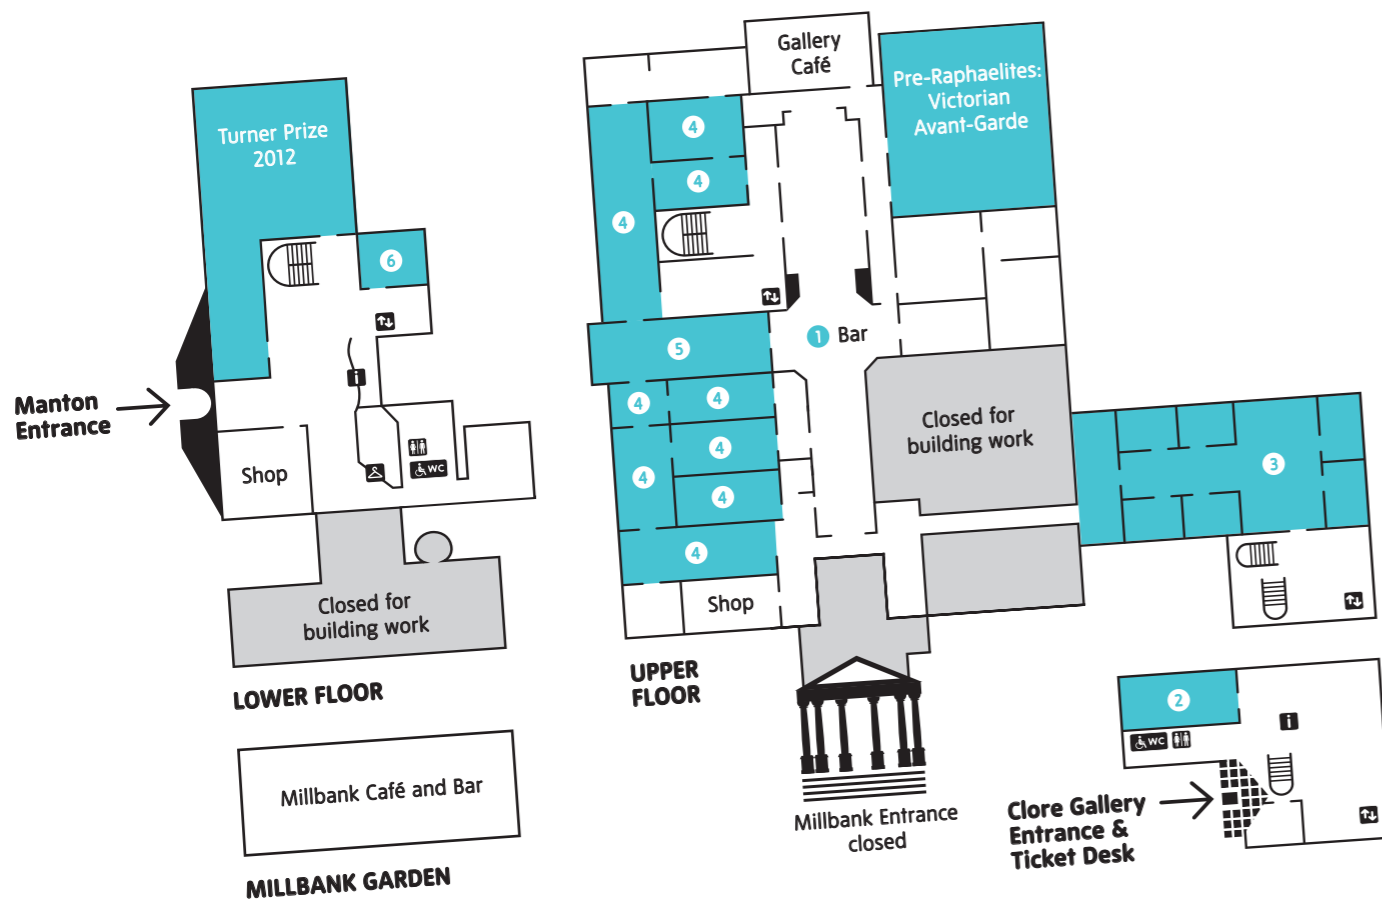 Turner Prize
2012
6
i
Manton
Entrance
Shop
WC
Closed for
building work
LOWER FLOOR
Millbank Café and Bar
MILLBANK GARDEN
Gallery
Café
Pre-Raphaelites:
Victorian
Avant-Garde
4
4
4
1 Bar
5
4
4
4
4
4
4
Shop
Closed for
building work
3
UPPER
FLOOR
Millbank Entrance
closed
2
i
WC
Clore Gallery
Entrance &
Ticket Desk